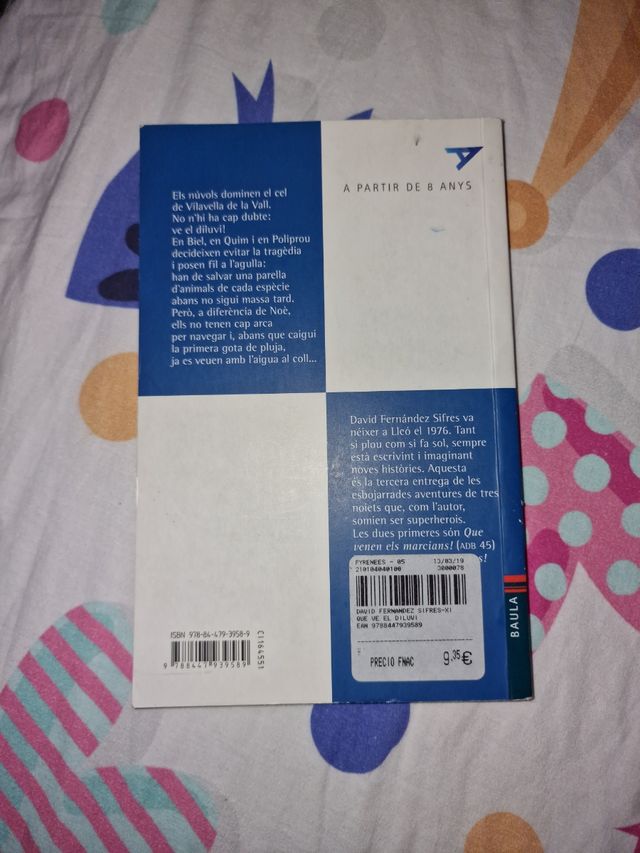 A PARTIR DE 8 ANYS
Els núvols dominen el cel
de Vilavella de la Vall.
No n'hi ha cap dubte:
ve el diluvi!
En Biel, en Quim i en Poliprou
decideixen evitar la tragèdia
i posen fil a l'agulla:
han de salvar una parella
d'animals de cada espècie
abans no sigui massa tard.
Però, a diferència de Noè,
ells no tenen cap arca
per navegar i, abans que caigui
la primera gota de pluja,
ja es veuen amb l'aigua al coll...
David Fernández Sifres va
néixer a Lleó el 1976. Tant
si plou com si fa sol, sempre
està escrivint i imaginant
noves històries. Aquesta
és la tercera entrega de les
esbojarrades aventures de tres
noiets que, com l'autor,
somien ser superherois.
Les dues primeres són Que
venen els marcians! (ADB 45)
PYRENEES - 05 13/03/19
210104040100 3000078
DAVID FERNANDEZ SIFRES-XI
QUE VE EL DILUVI
EAN 9788447939589
PRECIO FNAC 9,35 €
BAULA
ISBN 978-84-479-3958-9
9 788447 939589
CI164551